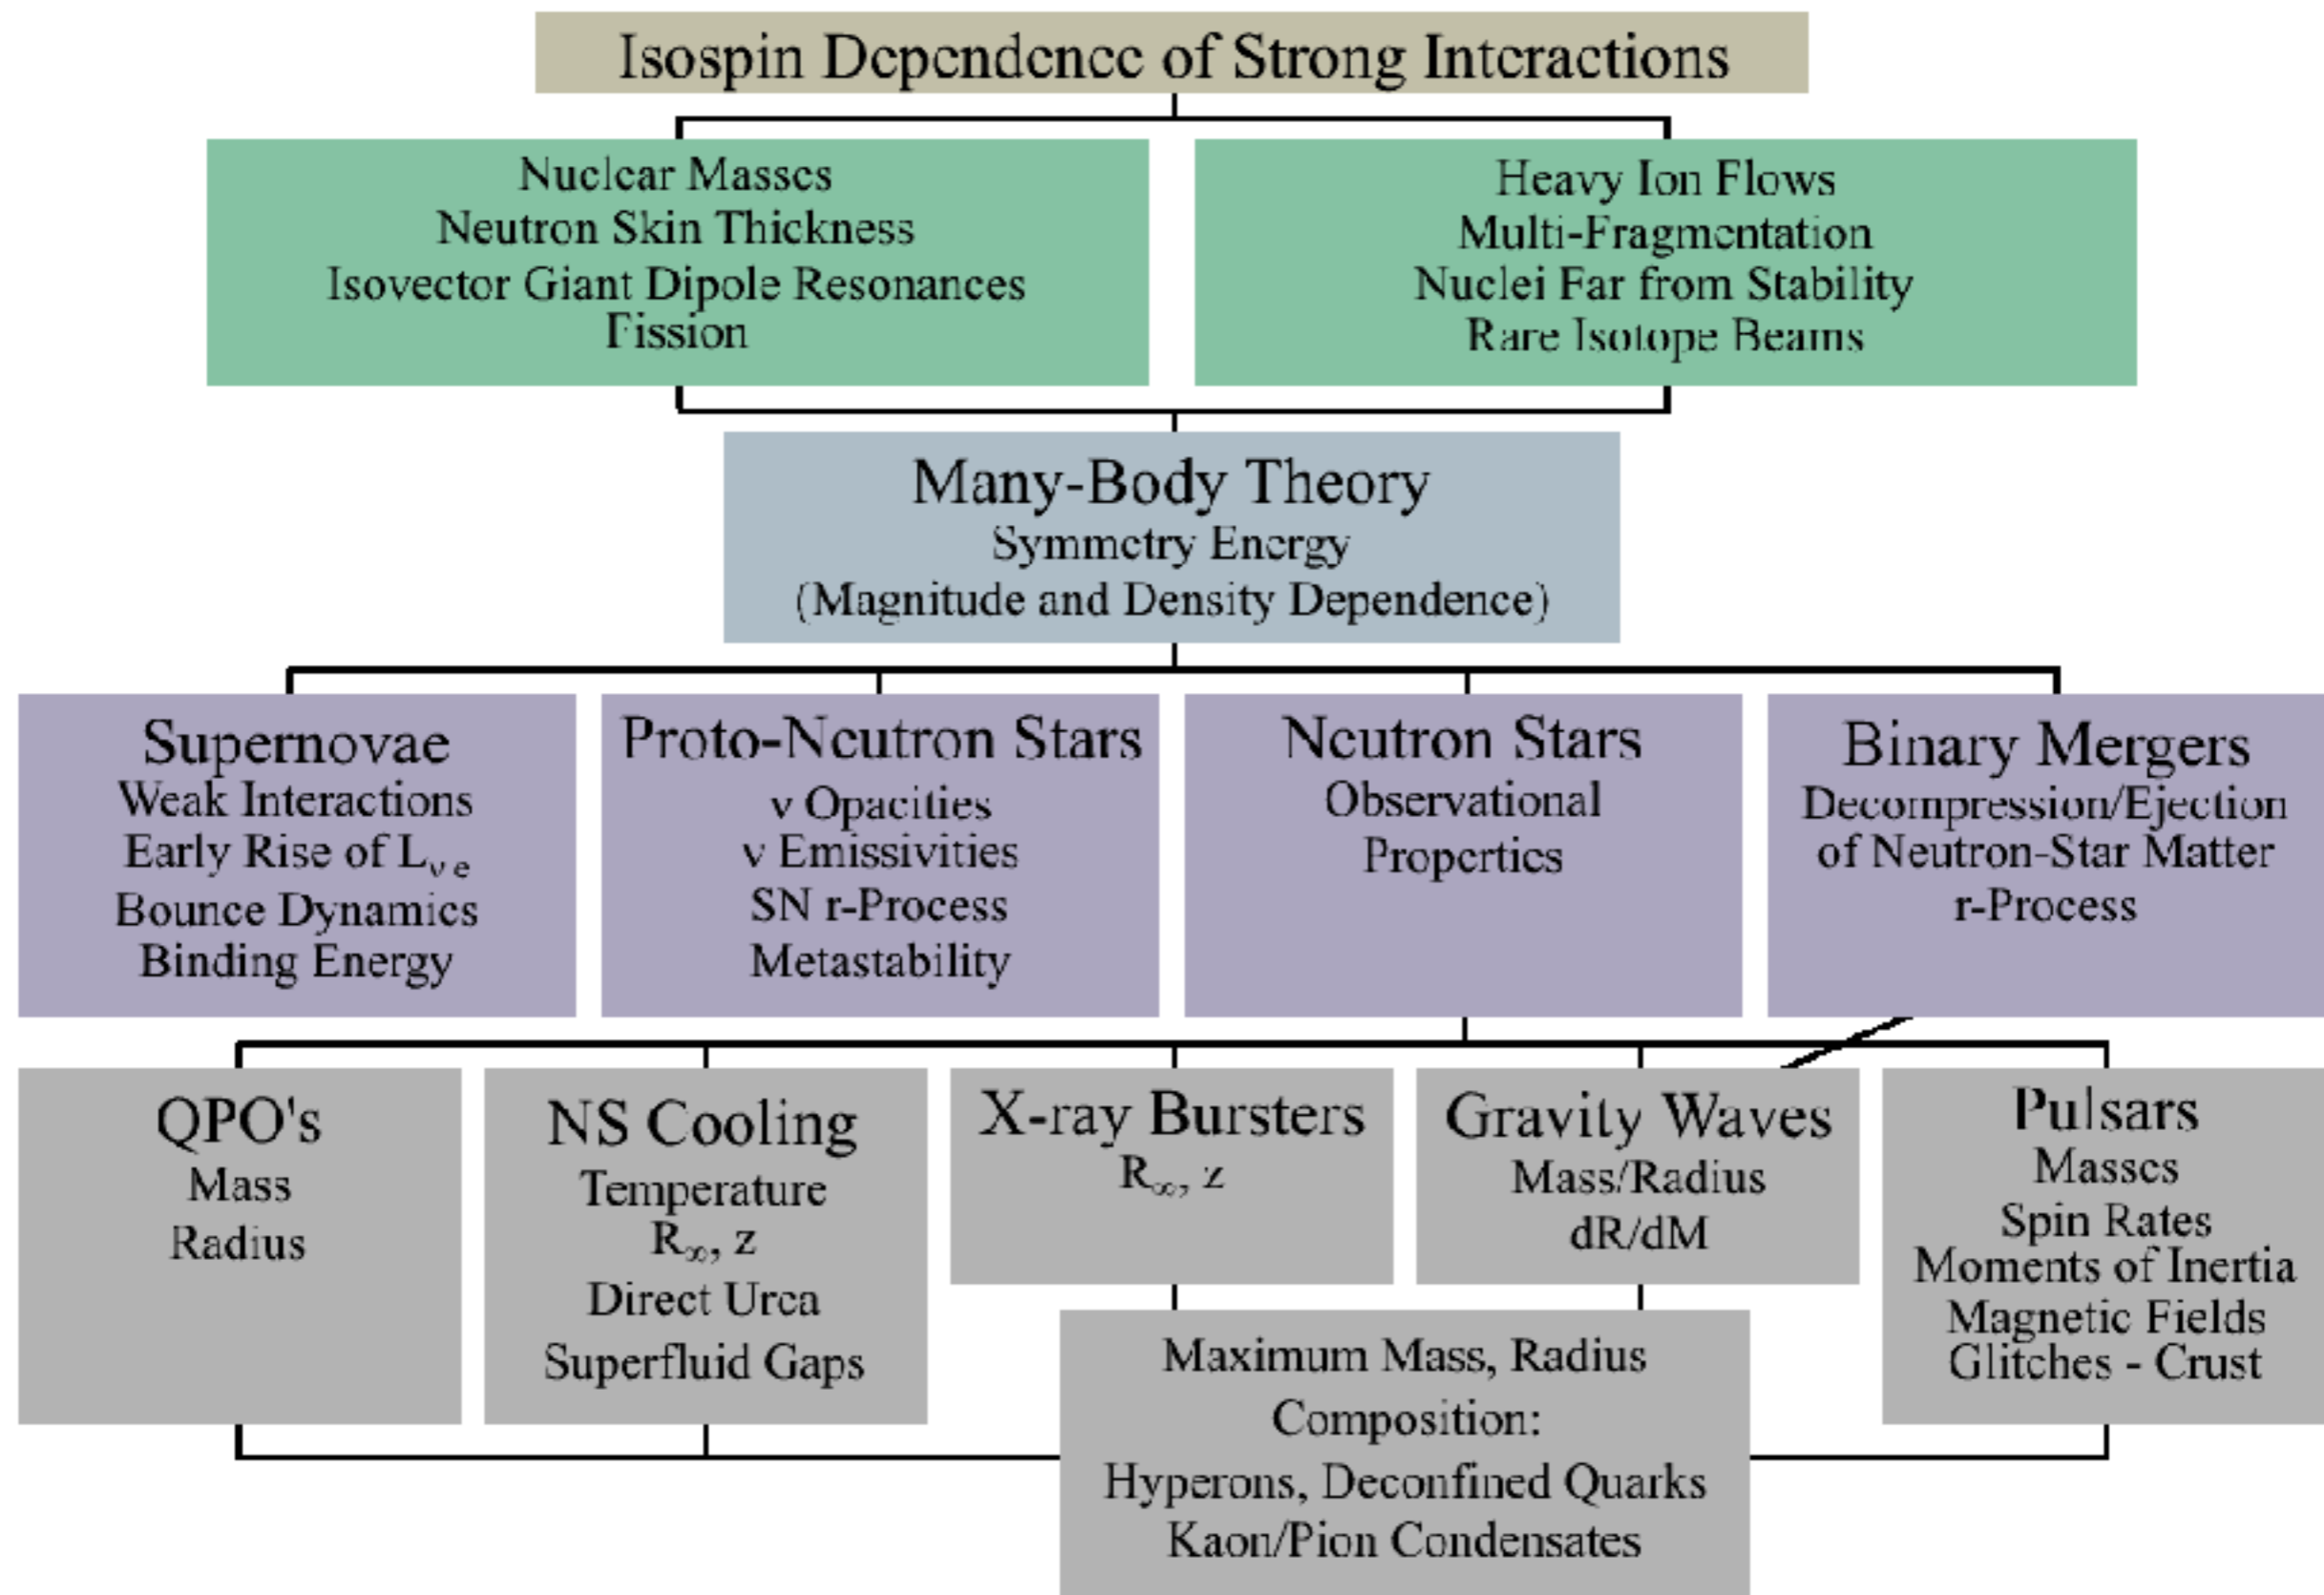 Isospin Dependence of Strong Interactions
Nuclear Masses
Neutron Skin Thickness
Isovector Giant Dipole Resonances
Fission
Heavy Ion Flows
Multi-Fragmentation
Nuclei Far from Stability
Rare Isotope Beams
Many-Body Theory
Symmetry Energy
(Magnitude and Density Dependence)
Supernovae
Weak Interactions
Early Rise of L_ν e
Bounce Dynamics
Binding Energy
Proto-Neutron Stars
ν Opacities
ν Emissivities
SN r-Process
Metastability
Neutron Stars
Observational
Properties
Binary Mergers
Decompression/Ejection
of Neutron-Star Matter
r-Process
QPO's
Mass
Radius
NS Cooling
Temperature
R∞, z
Direct Urca
Superfluid Gaps
X-ray Bursters
R∞, z
Gravity Waves
Mass/Radius
dR/dM
Pulsars
Masses
Spin Rates
Moments of Inertia
Magnetic Fields
Glitches - Crust
Maximum Mass, Radius
Composition:
Hyperons, Deconfined Quarks
Kaon/Pion Condensates